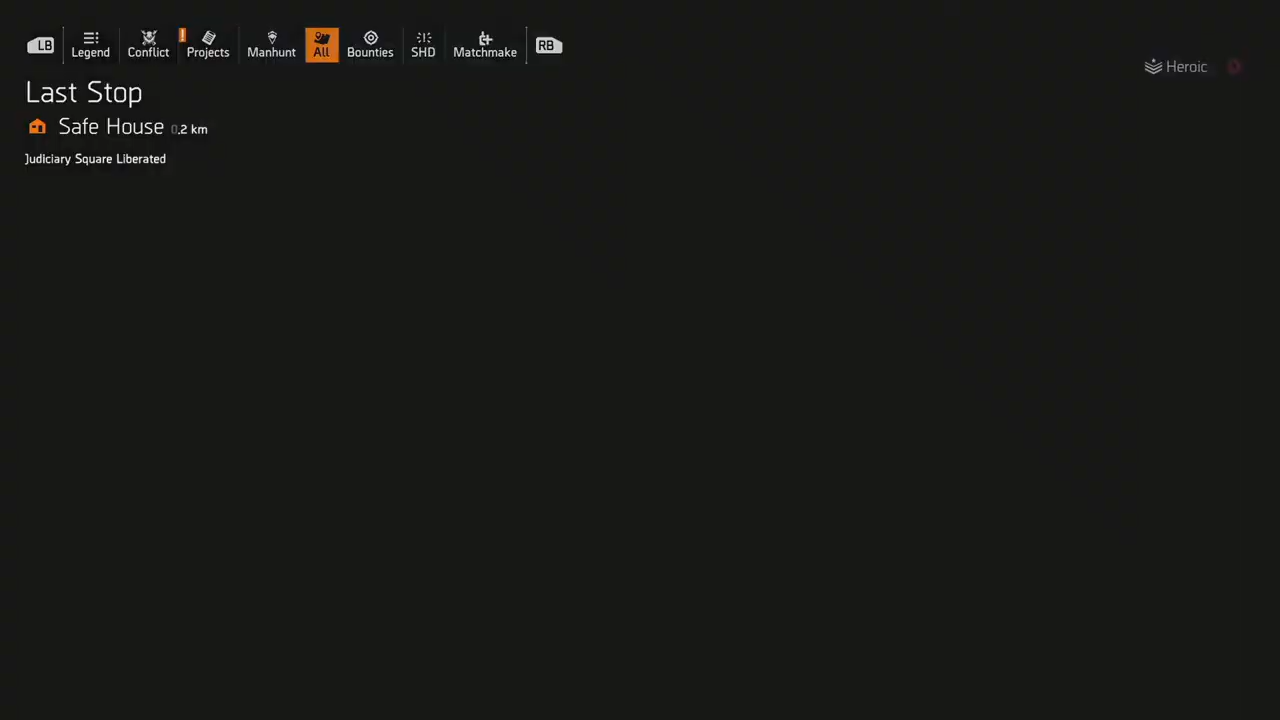 LB Legend Conflict Projects Manhunt All Bounties SHD Matchmake RB
Heroic
Last Stop
Safe House 0.2 km
Judiciary Square Liberated